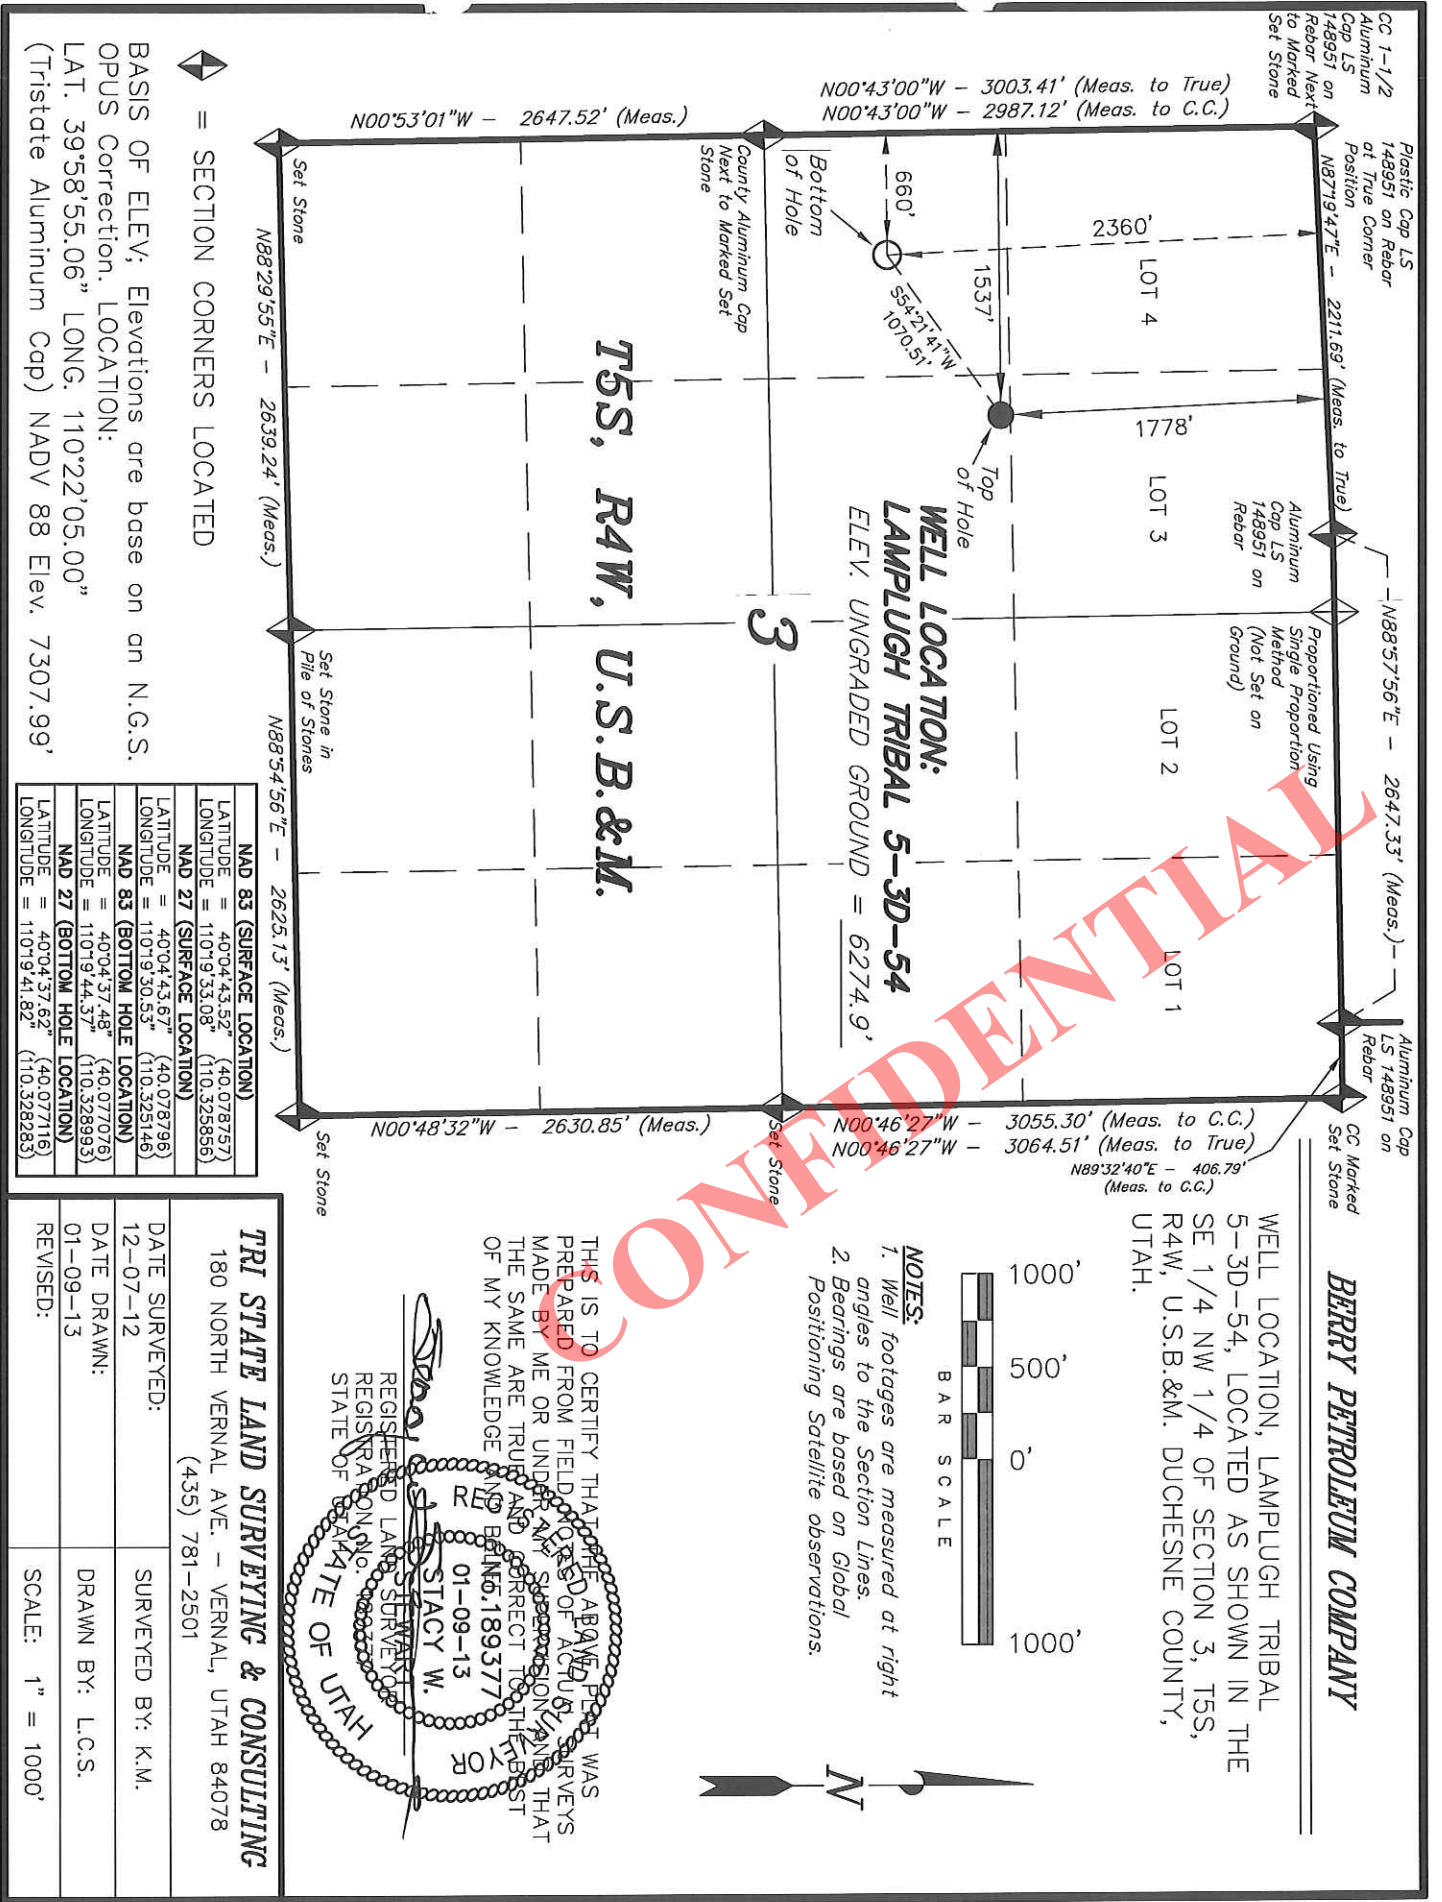 T5S, R4W, U.S.B.&M.
BERRY PETROLEUM COMPANY
WELL LOCATION, LAMPLUGH TRIBAL
5-3D-54, LOCATED AS SHOWN IN THE
SE 1/4 NW 1/4 OF SECTION 3, T5S,
R4W, U.S.B.&M. DUCHESNE COUNTY,
UTAH.
CC 1-1/2
Aluminum
Cap LS
148951 on
Rebar Next
to Marked
Set Stone
Plastic Cap LS
148951 on Rebar
at True Corner
Position
N87°19'47"E - 2211.69' (Meas. to True)
Aluminum
Cap LS
148951 on
Rebar
N88°57'56"E - 2647.33' (Meas.)
Proportioned Using
Single Proportion
Method
(Not Set on
Ground)
Aluminum Cap
LS 148951 on
Rebar
CC Marked
Set Stone
N89°32'40"E - 406.79'
(Meas. to C.C.)
N00°43'00"W - 3003.41' (Meas. to True)
N00°43'00"W - 2987.12' (Meas. to C.C.)
LOT 4
LOT 3
LOT 2
LOT 1
2360'
1778'
1537'
660'
S54°21'41"W
1070.51'
Bottom
of Hole
Top
of Hole
WELL LOCATION:
LAMPLUGH TRIBAL 5-3D-54
ELEV. UNGRADED GROUND = 6274.9'
N00°46'27"W - 3055.30' (Meas. to C.C.)
N00°46'27"W - 3064.51' (Meas. to True)
County Aluminum Cap
Next to Marked Set
Stone
3
Set Stone
N00°53'01"W - 2647.52' (Meas.)
N00°48'32"W - 2630.85' (Meas.)
Set Stone
N88°29'55"E - 2639.24' (Meas.)
Set Stone in
Pile of Stones
N88°54'56"E - 2625.13' (Meas.)
Set Stone
1000' 500' 0' 1000'
BAR SCALE
NOTES:
1. Well footages are measured at right
angles to the Section Lines.
2. Bearings are based on Global
Positioning Satellite observations.
N
THIS IS TO CERTIFY THAT THE ABOVE PLAT WAS
PREPARED FROM FIELD NOTES OF ACTUAL SURVEYS
MADE BY ME OR UNDER MY SUPERVISION AND THAT
THE SAME ARE TRUE AND CORRECT TO THE BEST
OF MY KNOWLEDGE AND BELIEF.
REGISTERED LAND SURVEYOR
REGISTRATION No.
STATE OF UTAH
REGISTERED LAND SURVEYOR
No.189377
01-09-13
STACY W.
STEWART
STATE OF UTAH
CONFIDENTIAL
= SECTION CORNERS LOCATED
BASIS OF ELEV; Elevations are base on an N.G.S.
OPUS Correction. LOCATION:
LAT. 39°58'55.06" LONG. 110°22'05.00"
(Tristate Aluminum Cap) NADV 88 Elev. 7307.99'
NAD 83 (SURFACE LOCATION)
LATITUDE = 40°04'43.52" (40.078757)
LONGITUDE = 110°19'33.08" (110.325856)
NAD 27 (SURFACE LOCATION)
LATITUDE = 40°04'43.67" (40.078796)
LONGITUDE = 110°19'30.53" (110.325146)
NAD 83 (BOTTOM HOLE LOCATION)
LATITUDE = 40°04'37.48" (40.077076)
LONGITUDE = 110°19'44.37" (110.328993)
NAD 27 (BOTTOM HOLE LOCATION)
LATITUDE = 40°04'37.62" (40.077116)
LONGITUDE = 110°19'41.82" (110.328283)
TRI STATE LAND SURVEYING & CONSULTING
180 NORTH VERNAL AVE. - VERNAL, UTAH 84078
(435) 781-2501
DATE SURVEYED:
12-07-12
SURVEYED BY: K.M.
DATE DRAWN:
01-09-13
DRAWN BY: L.C.S.
REVISED:
SCALE: 1" = 1000'